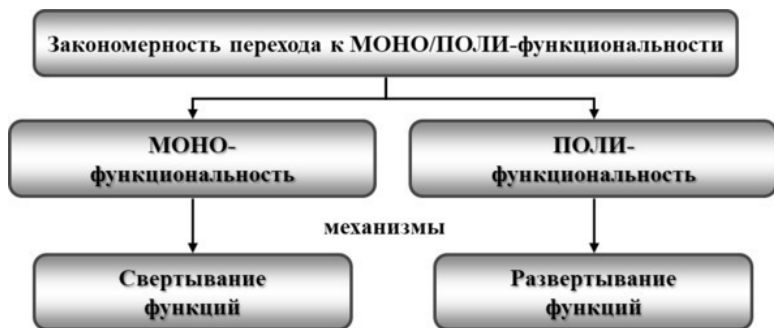 Закономерность перехода к МОНО/ПОЛИ-функциональности
МОНО-
функциональность
ПОЛИ-
функциональность
механизмы
Свертывание
функций
Развертывание
функций